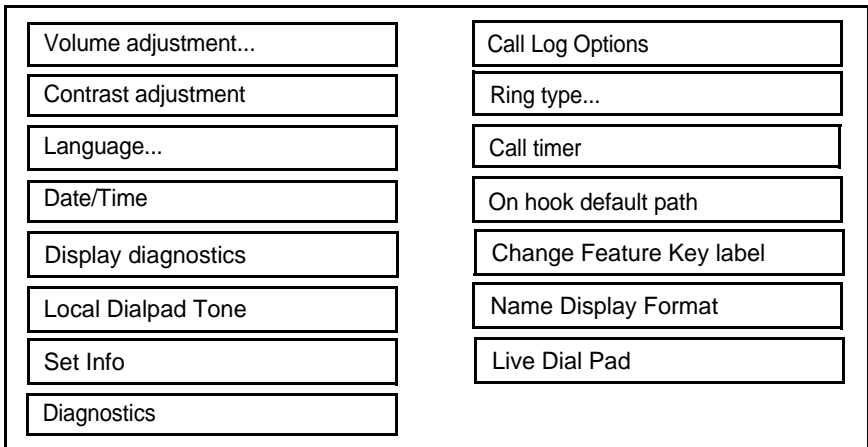 Volume adjustment...
Contrast adjustment
Language...
Date/Time
Display diagnostics
Local Dialpad Tone
Set Info
Diagnostics
Call Log Options
Ring type...
Call timer
On hook default path
Change Feature Key label
Name Display Format
Live Dial Pad